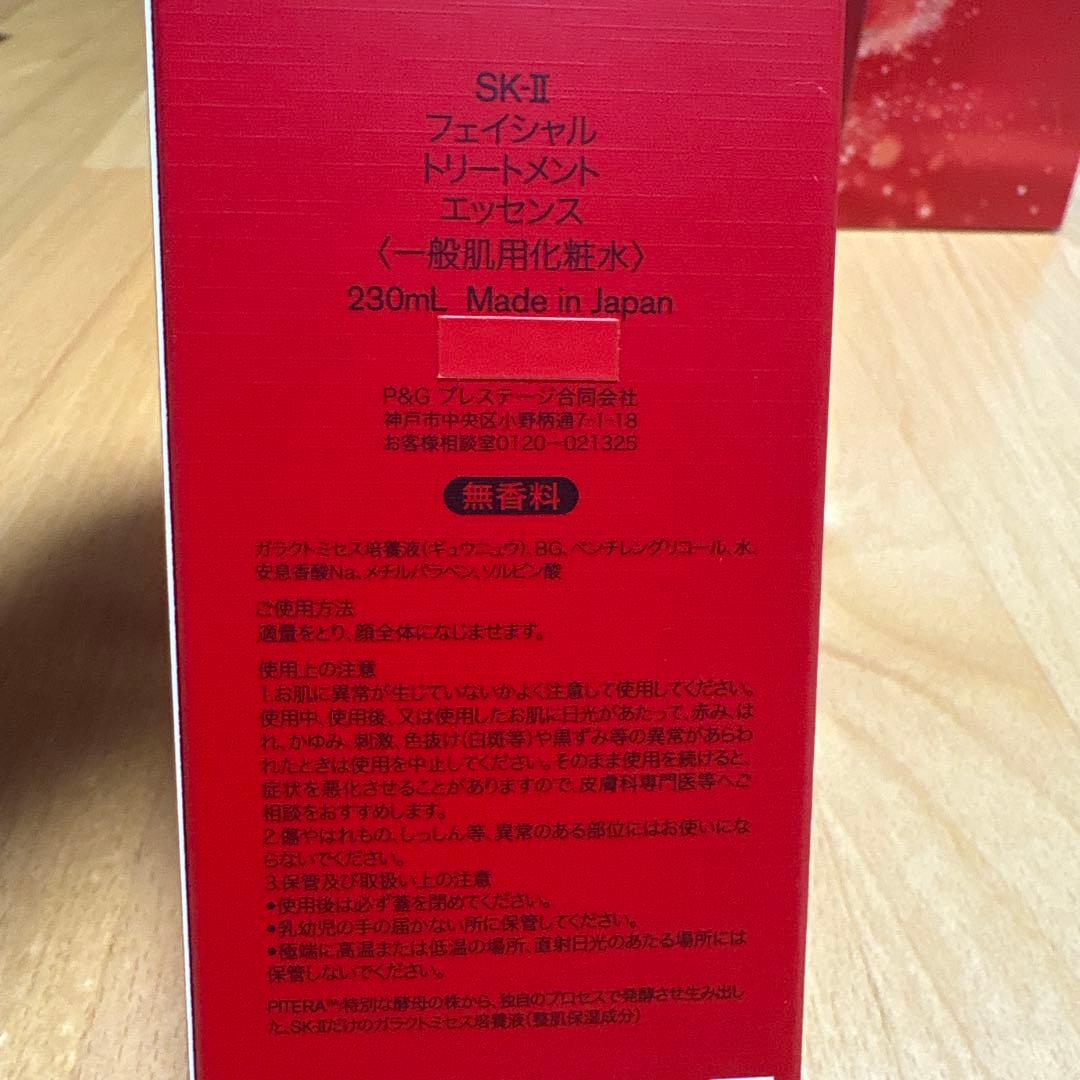 SK-Ⅱ
フェイシャル
トリートメント
エッセンス
〈一般肌用化粧水〉
230mL Made in Japan
P&G プレステージ合同会社
神戸市中央区小野柄通7-1-18
お客様相談室0120-021325
無香料
ガラクトミセス培養液(ギュウニュウ)、BG、ペンチレングリコール、水、
安息香酸Na、メチルパラベン、ソルビン酸
ご使用方法
適量をとり、顔全体になじませます。
使用上の注意
1.お肌に異常が生じていないかよく注意して使用してください。
使用中、使用後、又は使用したお肌に日光があたって、赤み、は
れ、かゆみ、刺激、色抜け(白斑等)や黒ずみ等の異常があらわ
れたときは使用を中止してください。そのまま使用を続けると、
症状を悪化させることがありますので、皮膚科専門医等へご
相談をおすすめします。
2.傷やはれもの、しっしん等、異常のある部位にはお使いにな
らないでください。
3.保管及び取扱い上の注意
•使用後は必ず蓋を閉めてください。
•乳幼児の手の届かない所に保管してください。
•極端に高温または低温の場所、直射日光のあたる場所には
保管しないでください。
PITERA™:特別な酵母の株から、独自のプロセスで発酵させ生み出し
た、SK-Ⅱだけのガラクトミセス培養液(整肌保湿成分)